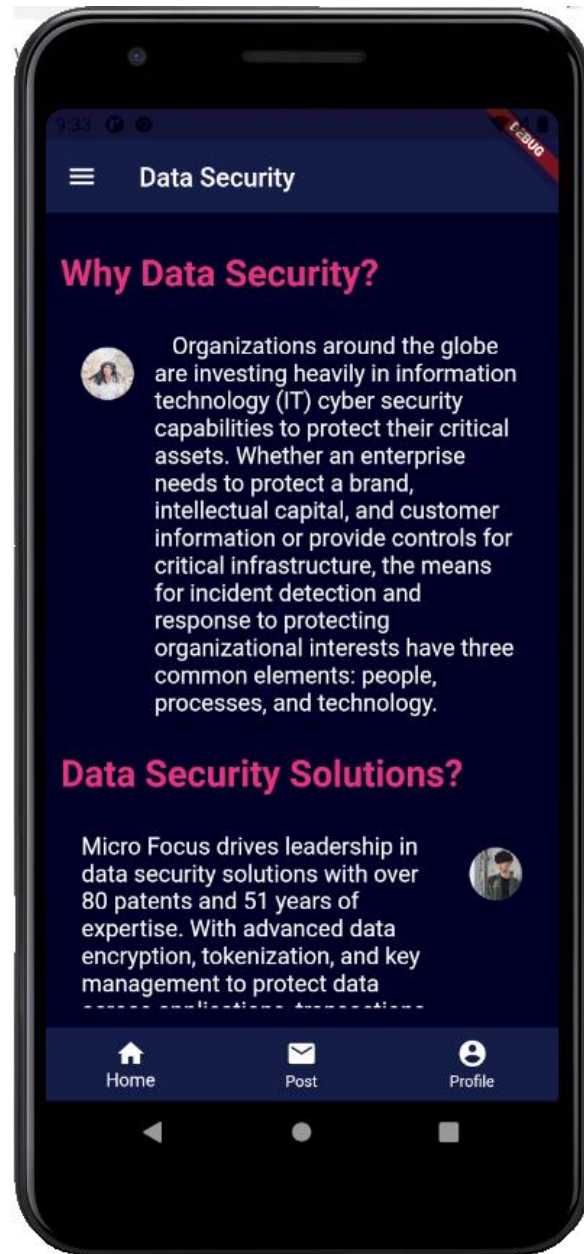 9:33
DEBUG
Data Security
Why Data Security?
Organizations around the globe
are investing heavily in information
technology (IT) cyber security
capabilities to protect their critical
assets. Whether an enterprise
needs to protect a brand,
intellectual capital, and customer
information or provide controls for
critical infrastructure, the means
for incident detection and
response to protecting
organizational interests have three
common elements: people,
processes, and technology.
Data Security Solutions?
Micro Focus drives leadership in
data security solutions with over
80 patents and 51 years of
expertise. With advanced data
encryption, tokenization, and key
management to protect data
across applications, transactions
Home
Post
Profile